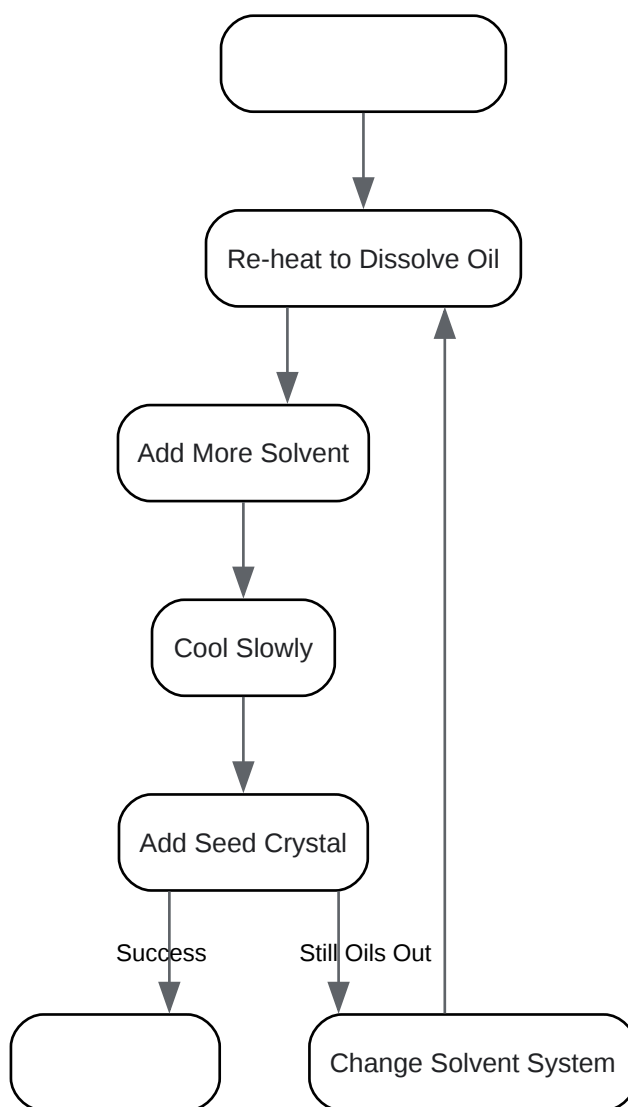 Re-heat to Dissolve Oil
Add More Solvent
Cool Slowly
Add Seed Crystal
Success
Still Oils Out
Change Solvent System